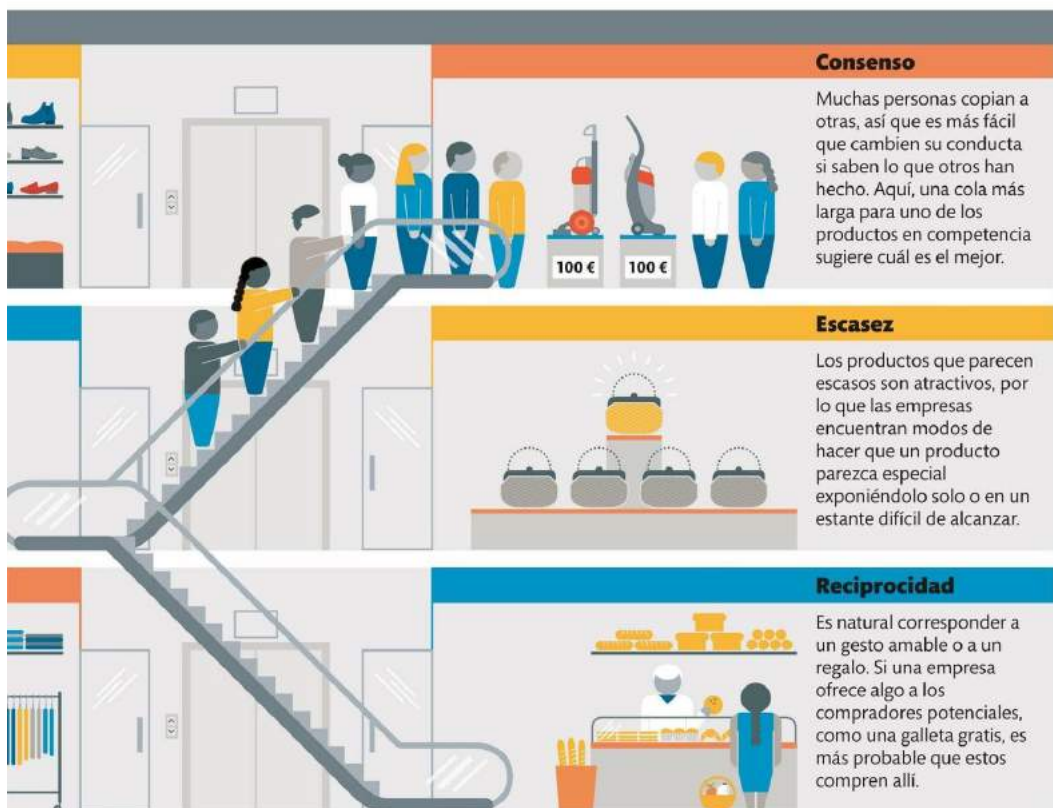 Consenso
Muchas personas copian a
otras, así que es más fácil
que cambien su conducta
si saben lo que otros han
hecho. Aquí, una cola más
larga para uno de los
productos en competencia
sugiere cuál es el mejor.
100 €
100 €
Escasez
Los productos que parecen
escasos son atractivos, por
lo que las empresas
encuentran modos de
hacer que un producto
parezca especial
exponiéndolo solo o en un
estante difícil de alcanzar.
Reciprocidad
Es natural corresponder a
un gesto amable o a un
regalo. Si una empresa
ofrece algo a los
compradores potenciales,
como una galleta gratis, es
más probable que estos
compren allí.